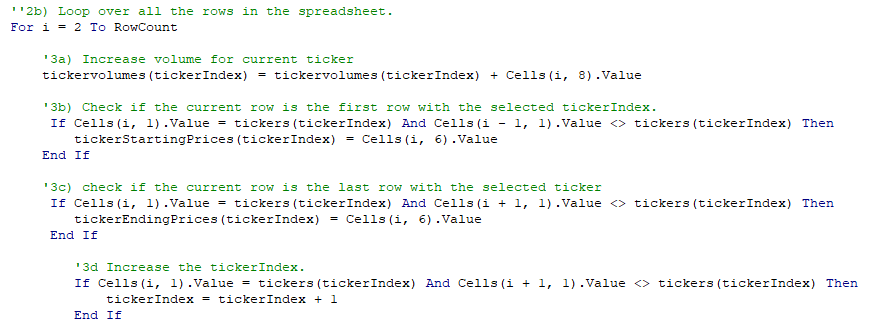 ''2b) Loop over all the rows in the spreadsheet.
For i = 2 To RowCount
'3a) Increase volume for current ticker
tickervolumes(tickerIndex) = tickervolumes(tickerIndex) + Cells(i, 8).Value
'3b) Check if the current row is the first row with the selected tickerIndex.
If Cells(i, 1).Value = tickers(tickerIndex) And Cells(i - 1, 1).Value <> tickers(tickerIndex) Then
tickerStartingPrices(tickerIndex) = Cells(i, 6).Value
End If
'3c) check if the current row is the last row with the selected ticker
If Cells(i, 1).Value = tickers(tickerIndex) And Cells(i + 1, 1).Value <> tickers(tickerIndex) Then
tickerEndingPrices(tickerIndex) = Cells(i, 6).Value
End If
'3d Increase the tickerIndex.
If Cells(i, 1).Value = tickers(tickerIndex) And Cells(i + 1, 1).Value <> tickers(tickerIndex) Then
tickerIndex = tickerIndex + 1
End If